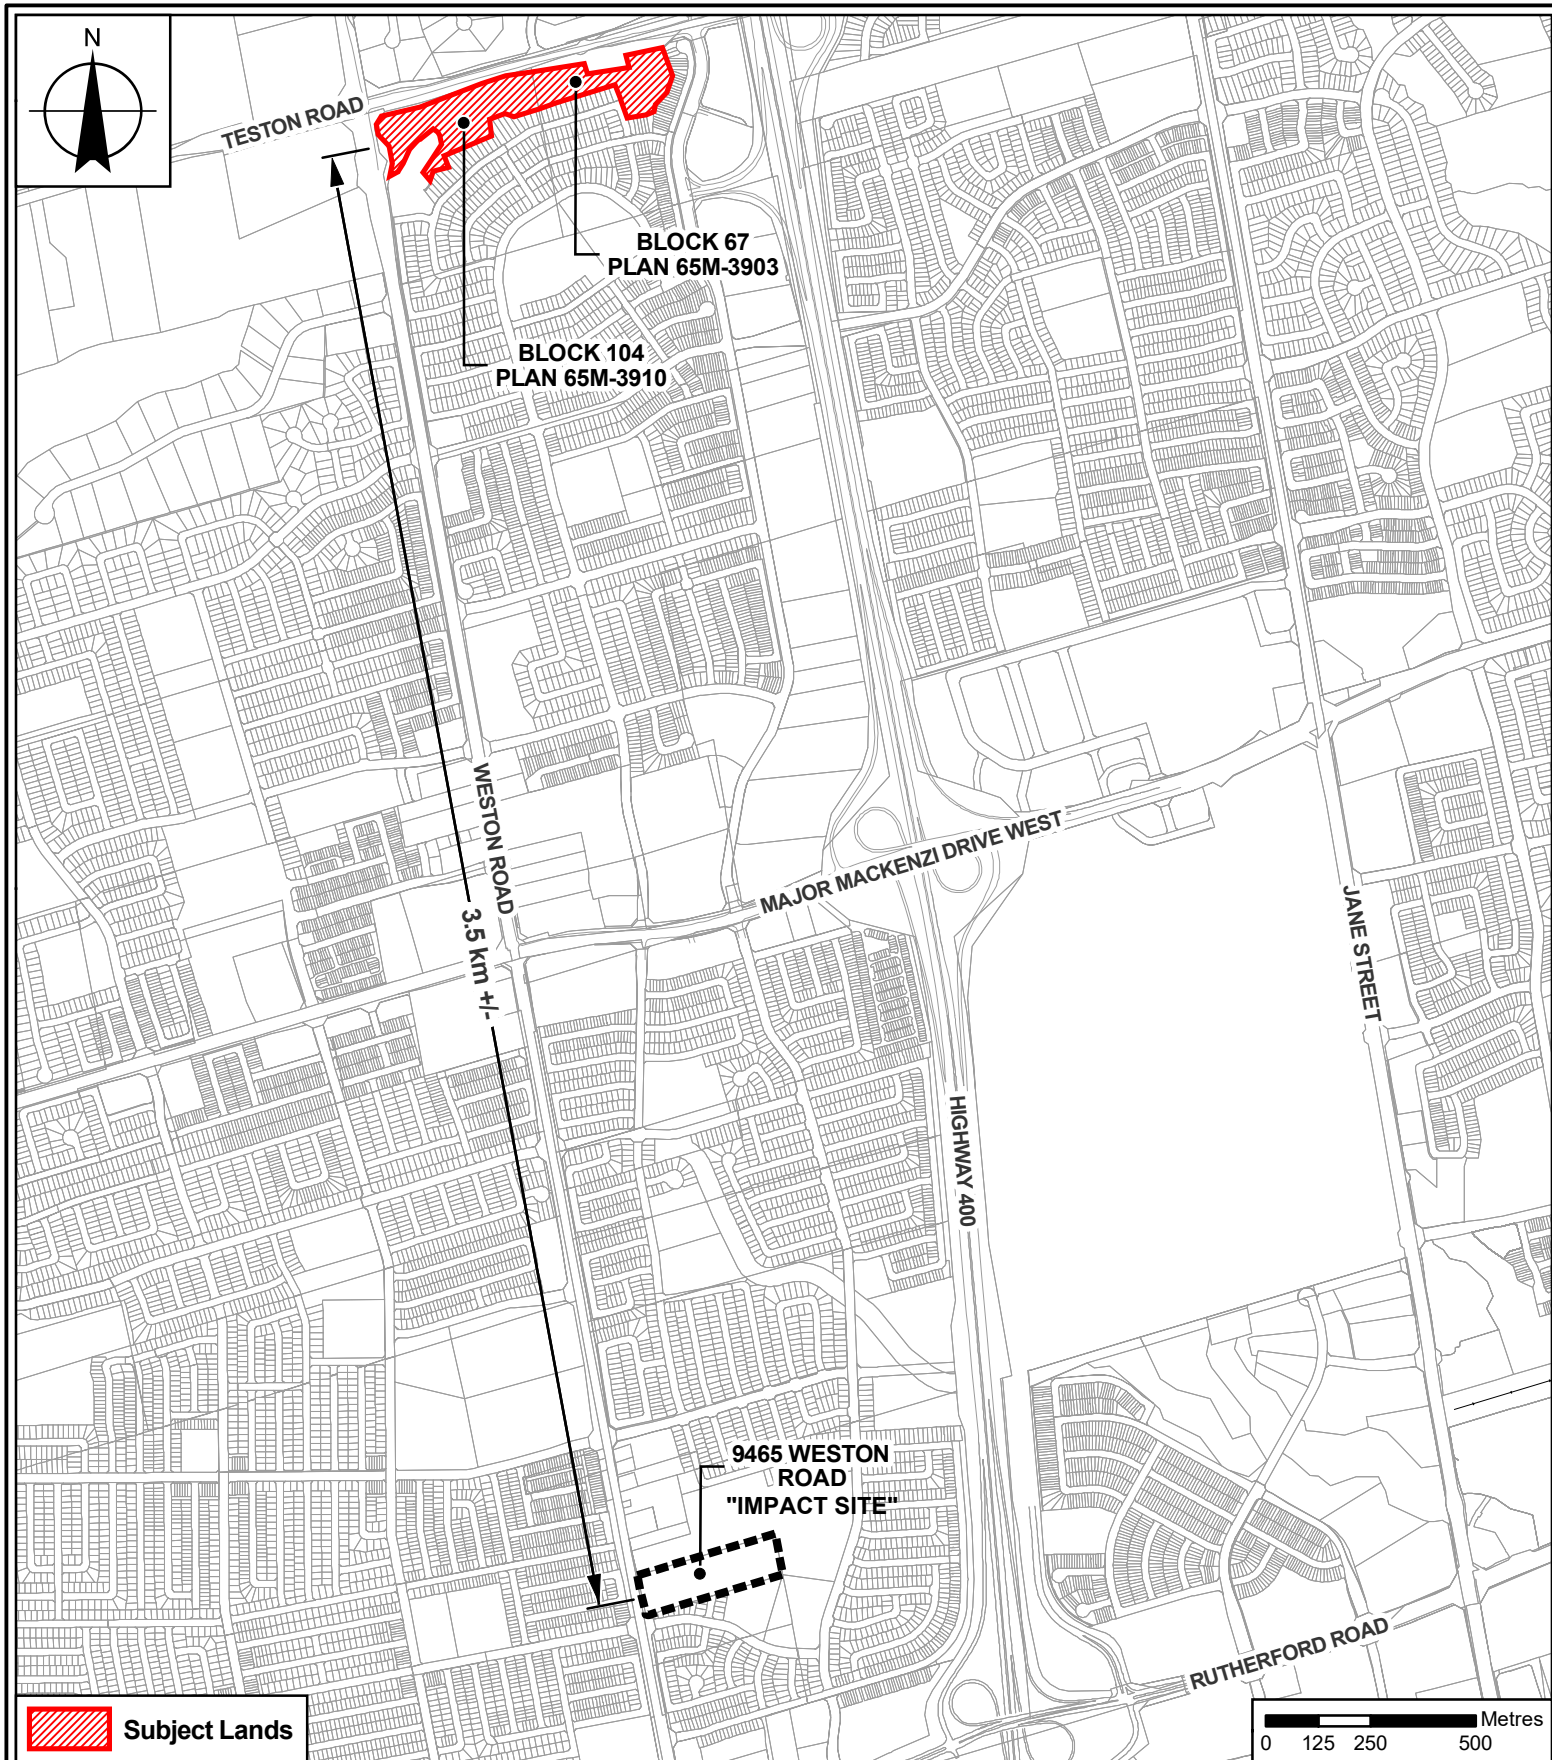 N
TESTON ROAD
BLOCK 67
PLAN 65M-3903
BLOCK 104
PLAN 65M-3910
WESTON ROAD
3.5 km +/-
MAJOR MACKENZI DRIVE WEST
JANE STREET
HIGHWAY 400
9465 WESTON
ROAD
"IMPACT SITE"
RUTHERFORD ROAD
Subject Lands
Metres
0 125 250 500